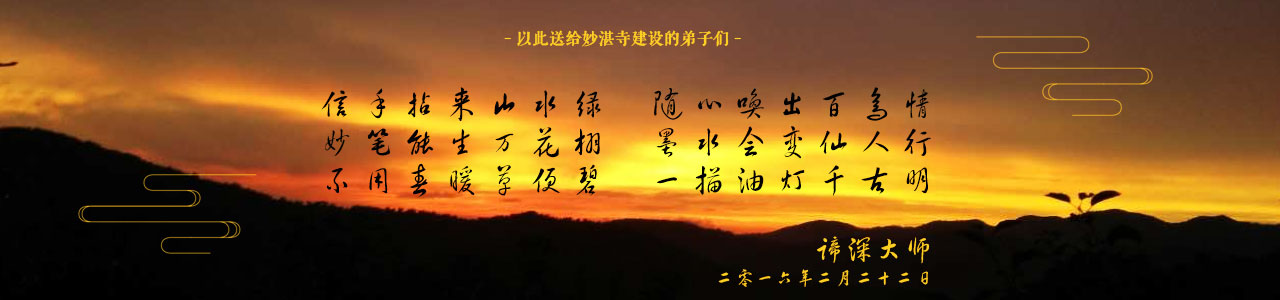 - 以此送给妙湛寺建设的弟子们 -
信手拈来山水绿 随心唤出百鸟情
妙笔能生万花栩 墨水会变仙人行
不用春暖草便碧 一描油灯千古明
谛深大师
二零一六年二月二十二日